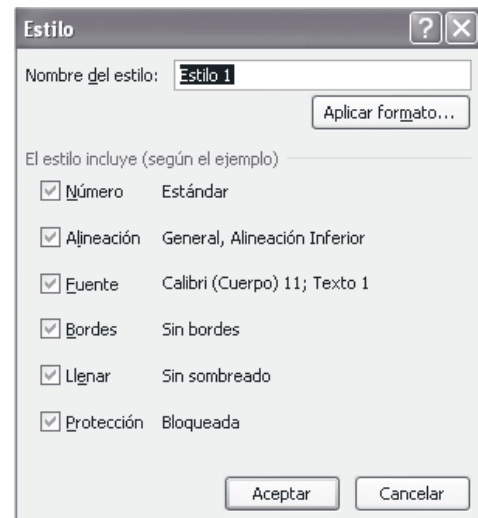 Estilo
Nombre del estilo: Estilo 1
Aplicar formato...
El estilo incluye (según el ejemplo)
Número Estándar
Alineación General, Alineación Inferior
Fuente Calibri (Cuerpo) 11; Texto 1
Bordes Sin bordes
Llenar Sin sombreado
Protección Bloqueada
Aceptar Cancelar